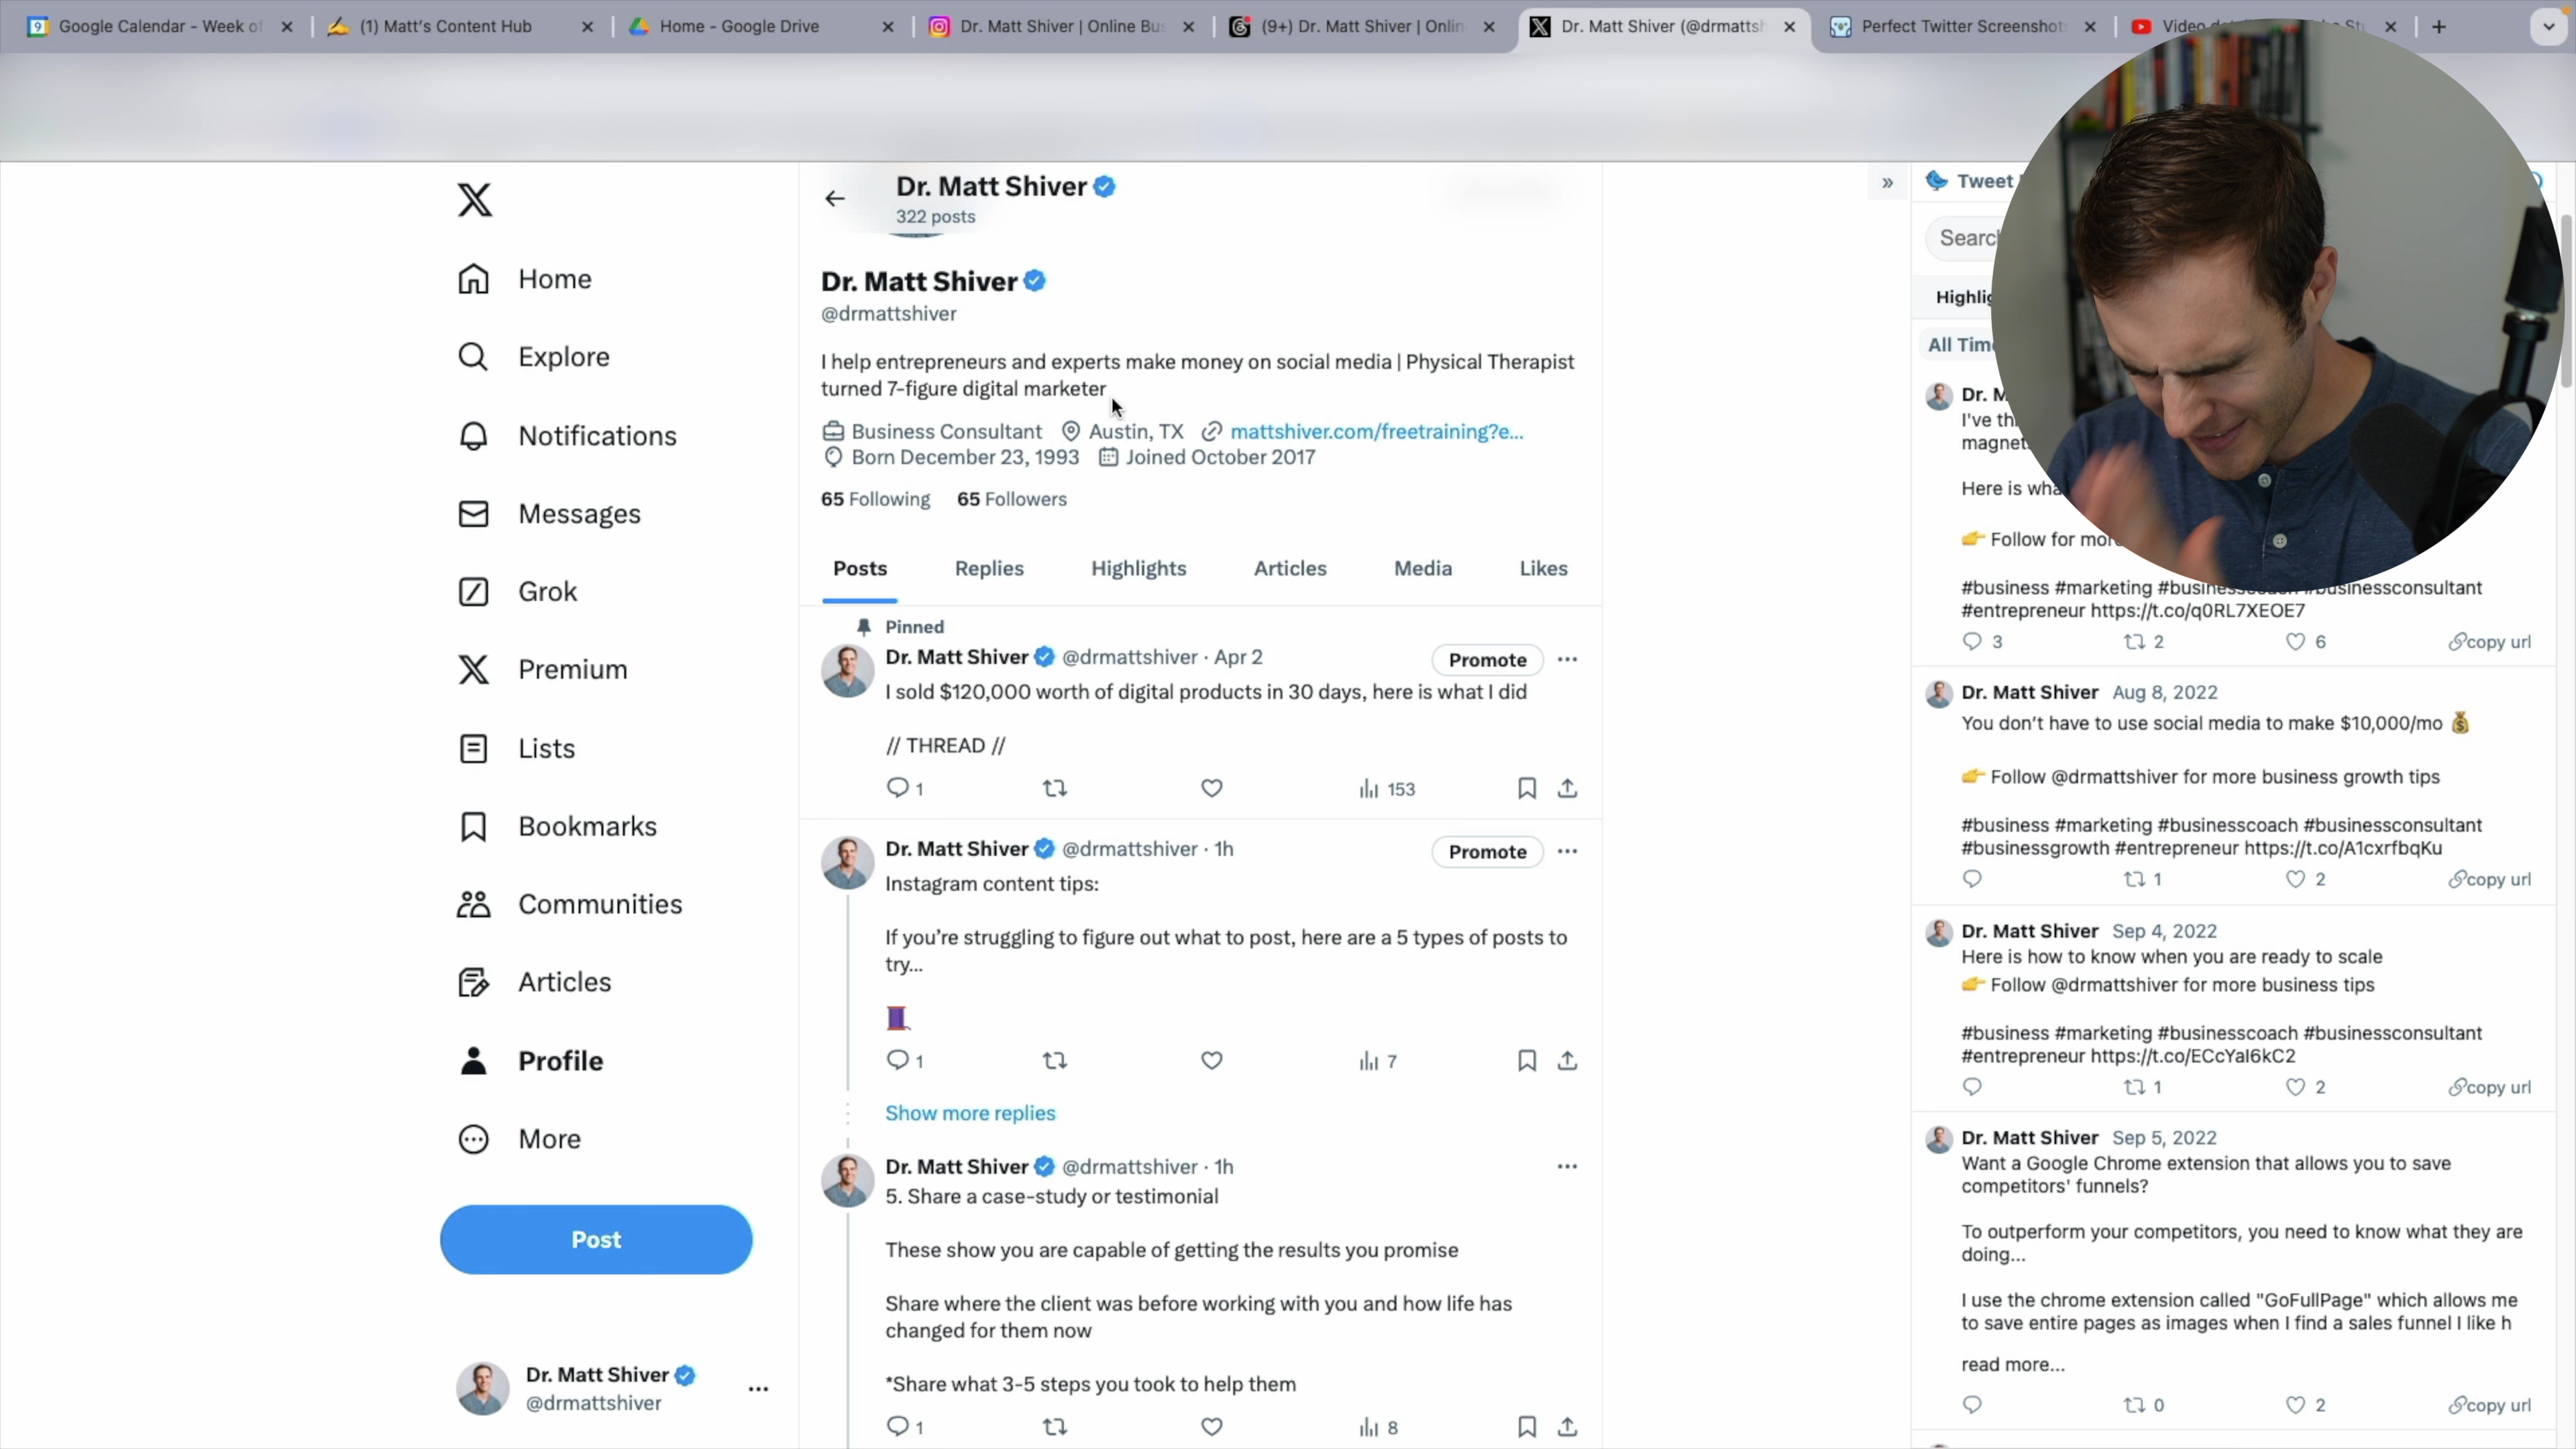 Google Calendar - Week of
(1) Matt's Content Hub
Home - Google Drive
Dr. Matt Shiver | Online Bus
(9+) Dr. Matt Shiver | Onlin
Dr. Matt Shiver (@drmattsh
Perfect Twitter Screenshot
Home
Explore
Notifications
Messages
Grok
Premium
Lists
Bookmarks
Communities
Articles
Profile
More
Post
Dr. Matt Shiver
@drmattshiver
Dr. Matt Shiver
322 posts
Dr. Matt Shiver
@drmattshiver
I help entrepreneurs and experts make money on social media | Physical Therapist
turned 7-figure digital marketer
Business Consultant Austin, TX mattshiver.com/freetraining?e...
Born December 23, 1993 Joined October 2017
65 Following 65 Followers
Posts Replies Highlights Articles Media Likes
Pinned
Dr. Matt Shiver @drmattshiver · Apr 2 Promote
I sold $120,000 worth of digital products in 30 days, here is what I did
// THREAD //
1 153
Dr. Matt Shiver @drmattshiver · 1h Promote
Instagram content tips:
If you're struggling to figure out what to post, here are a 5 types of posts to
try...
1 7
Show more replies
Dr. Matt Shiver @drmattshiver · 1h
5. Share a case-study or testimonial
These show you are capable of getting the results you promise
Share where the client was before working with you and how life has
changed for them now
*Share what 3-5 steps you took to help them
1 8
Tweet
All Time
Dr. M
I've
magnet
Here is
👉 Follow for
#business #marketing
#entrepreneur https://t.co/q0RL7XEOE7
3 2 6 copy url
Dr. Matt Shiver Aug 8, 2022
You don't have to use social media to make $10,000/mo 💰
👉 Follow @drmattshiver for more business growth tips
#business #marketing #businesscoach #businessconsultant
#businessgrowth #entrepreneur https://t.co/A1cxrfbqKu
1 2 copy url
Dr. Matt Shiver Sep 4, 2022
Here is how to know when you are ready to scale
👉 Follow @drmattshiver for more business tips
#business #marketing #businesscoach #businessconsultant
#entrepreneur https://t.co/ECcYaI6kC2
1 2 copy url
Dr. Matt Shiver Sep 5, 2022
Want a Google Chrome extension that allows you to save
competitors' funnels?
To outperform your competitors, you need to know what they are
doing...
I use the chrome extension called "GoFullPage" which allows me
to save entire pages as images when I find a sales funnel I like h
read more...
0 2 copy url